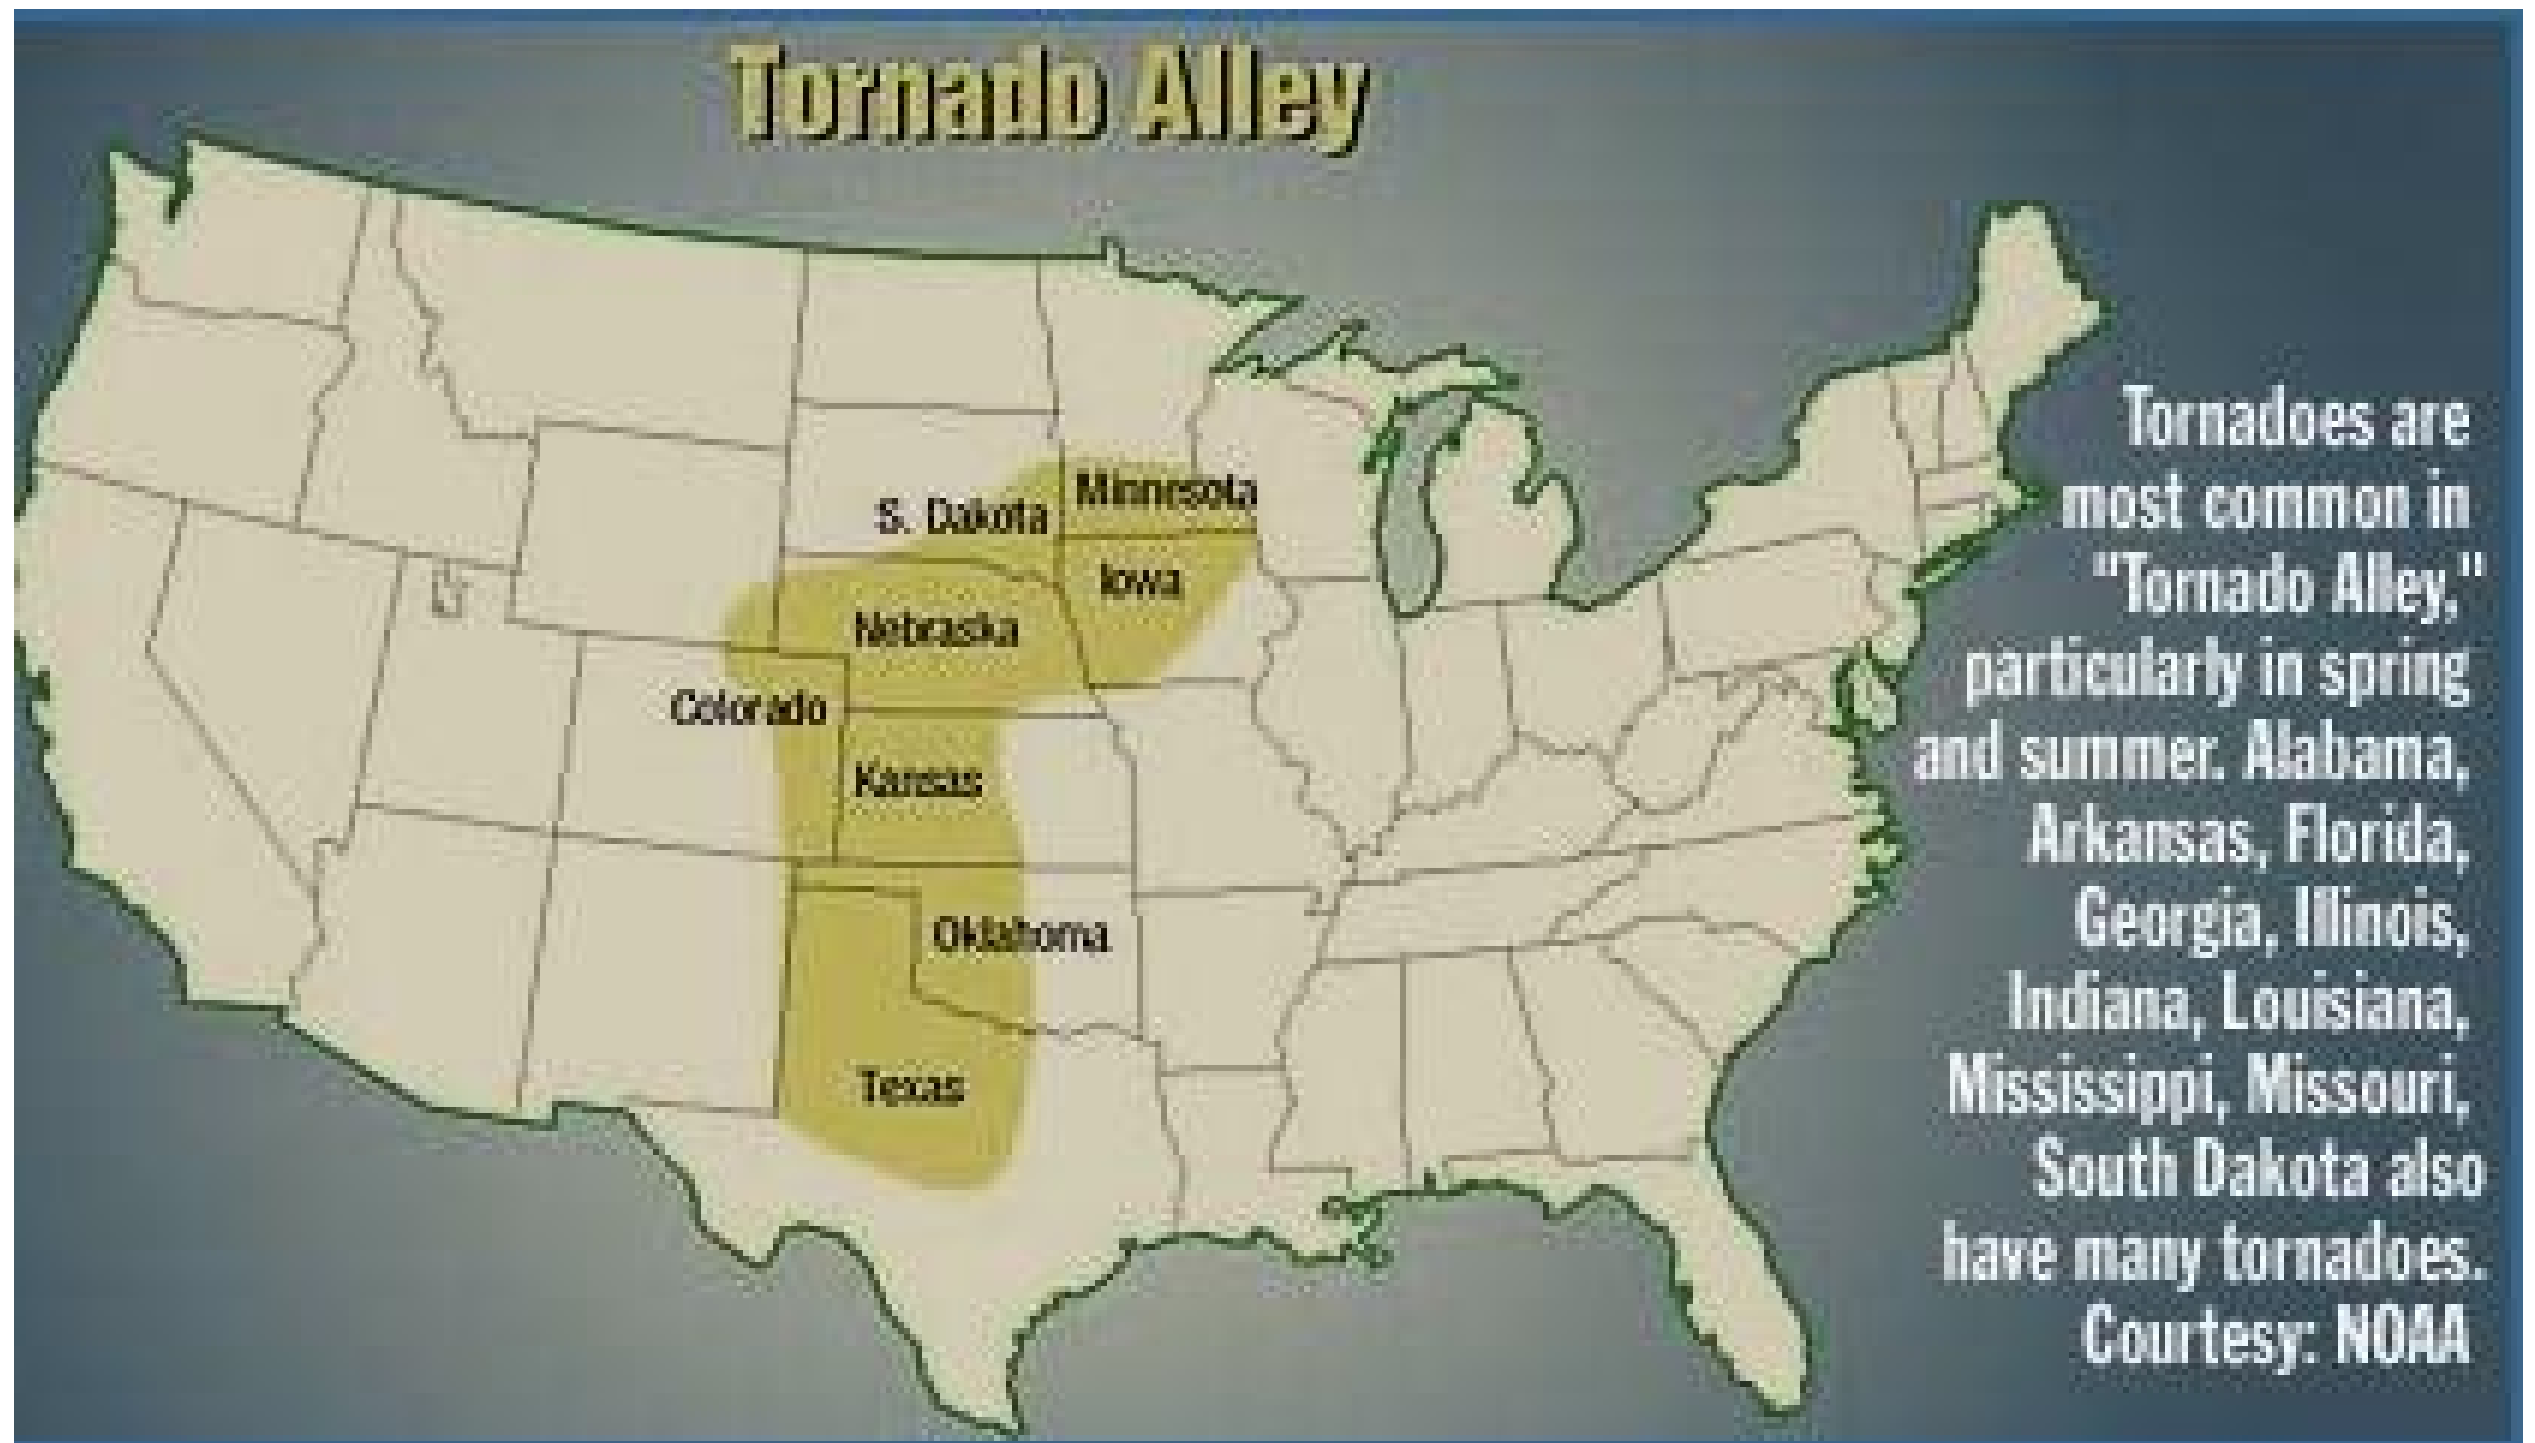 Tornado Alley
Minnesota
S. Dakota
Iowa
Nebraska
Colorado
Kansas
Oklahoma
Texas
Tornadoes are
most common in
"Tornado Alley,"
particularly in spring
and summer. Alabama,
Arkansas, Florida,
Georgia, Illinois,
Indiana, Louisiana,
Mississippi, Missouri,
South Dakota also
have many tornadoes.
Courtesy: NOAA